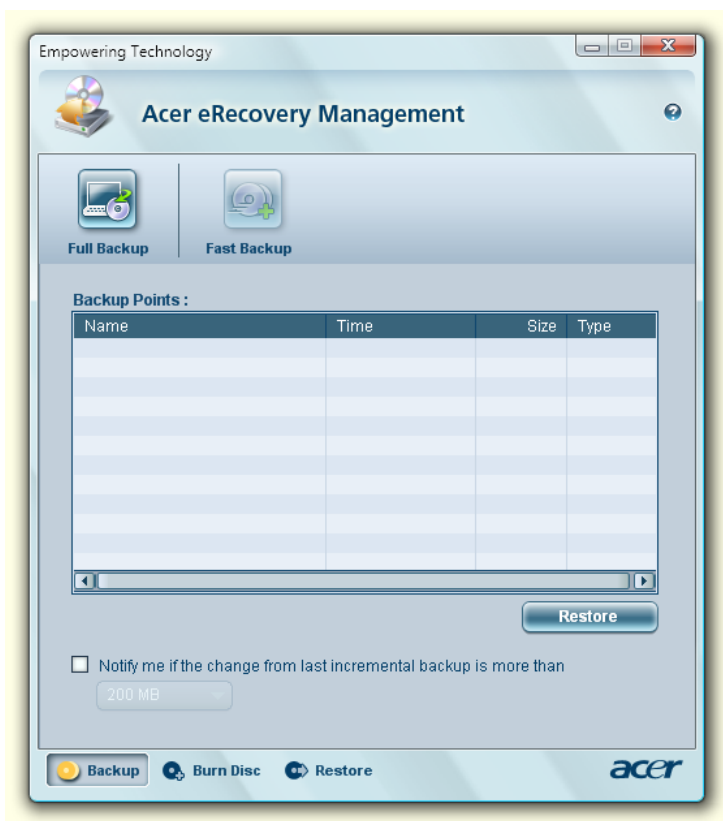 Empowering Technology
Acer eRecovery Management
Full Backup Fast Backup
Backup Points :
Name Time Size Type
Restore
Notify me if the change from last incremental backup is more than
200 MB
Backup Burn Disc Restore acer